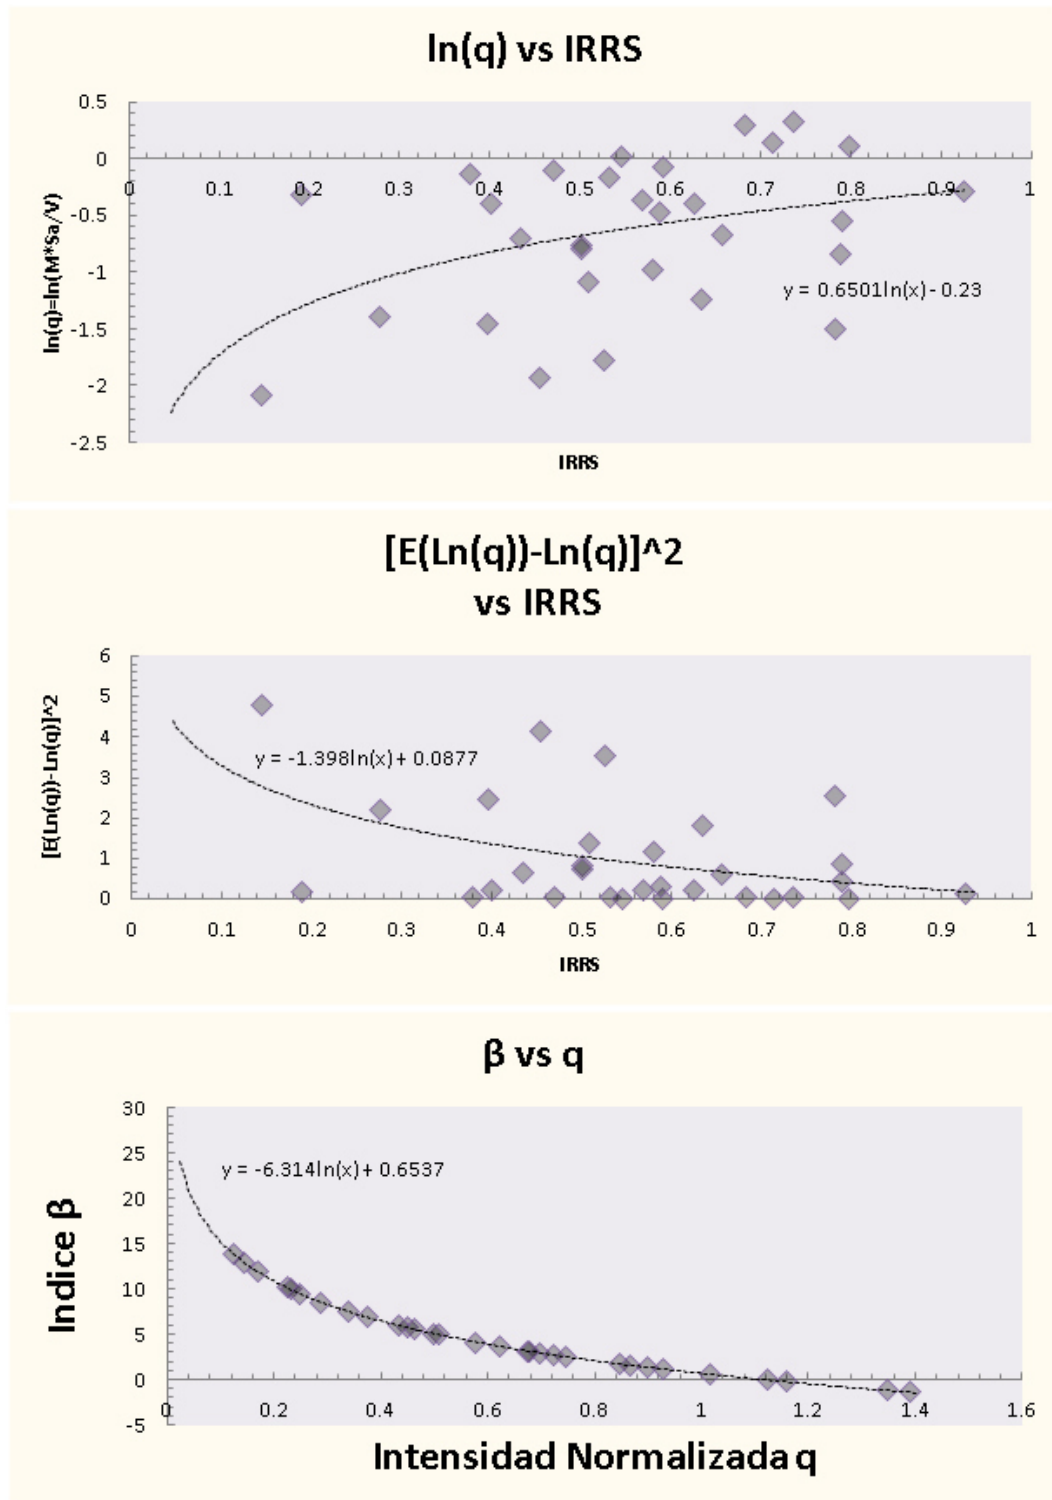 ln(q) vs IRRS
0.5
0
0 0.1 0.2 0.3 0.4 0.5 0.6 0.7 0.8 0.9 1
-0.5
-1
-1.5
-2
-2.5
ln(q)=ln(M*Sa/V)
y = 0.6501ln(x) - 0.23
IRRS
[E(Ln(q))-Ln(q)]^2
vs IRRS
6
5
4
3
2
1
0
[E(Ln(q))-Ln(q)]^2
y = -1.398ln(x) + 0.0877
0 0.1 0.2 0.3 0.4 0.5 0.6 0.7 0.8 0.9 1
IRRS
β vs q
30
25
20
15
10
5
0
-5
Indice β
y = -6.314ln(x) + 0.6537
0 0.2 0.4 0.6 0.8 1 1.2 1.4 1.6
Intensidad Normalizada q